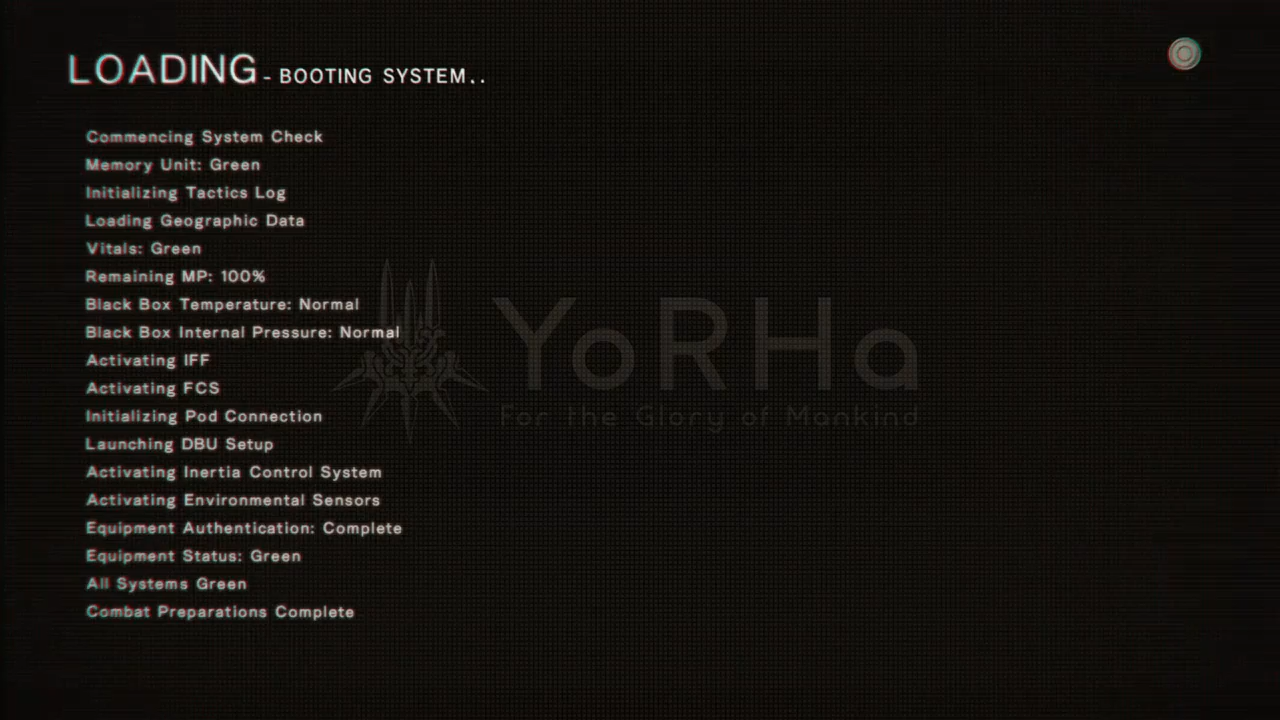 LOADING - BOOTING SYSTEM..
Commencing System Check
Memory Unit: Green
Initializing Tactics Log
Loading Geographic Data
Vitals: Green
Remaining MP: 100%
Black Box Temperature: Normal
Black Box Internal Pressure: Normal
Activating IFF
Activating FCS
Initializing Pod Connection
Launching DBU Setup
Activating Inertia Control System
Activating Environmental Sensors
Equipment Authentication: Complete
Equipment Status: Green
All Systems Green
Combat Preparations Complete
YoRHa
For the Glory of Mankind